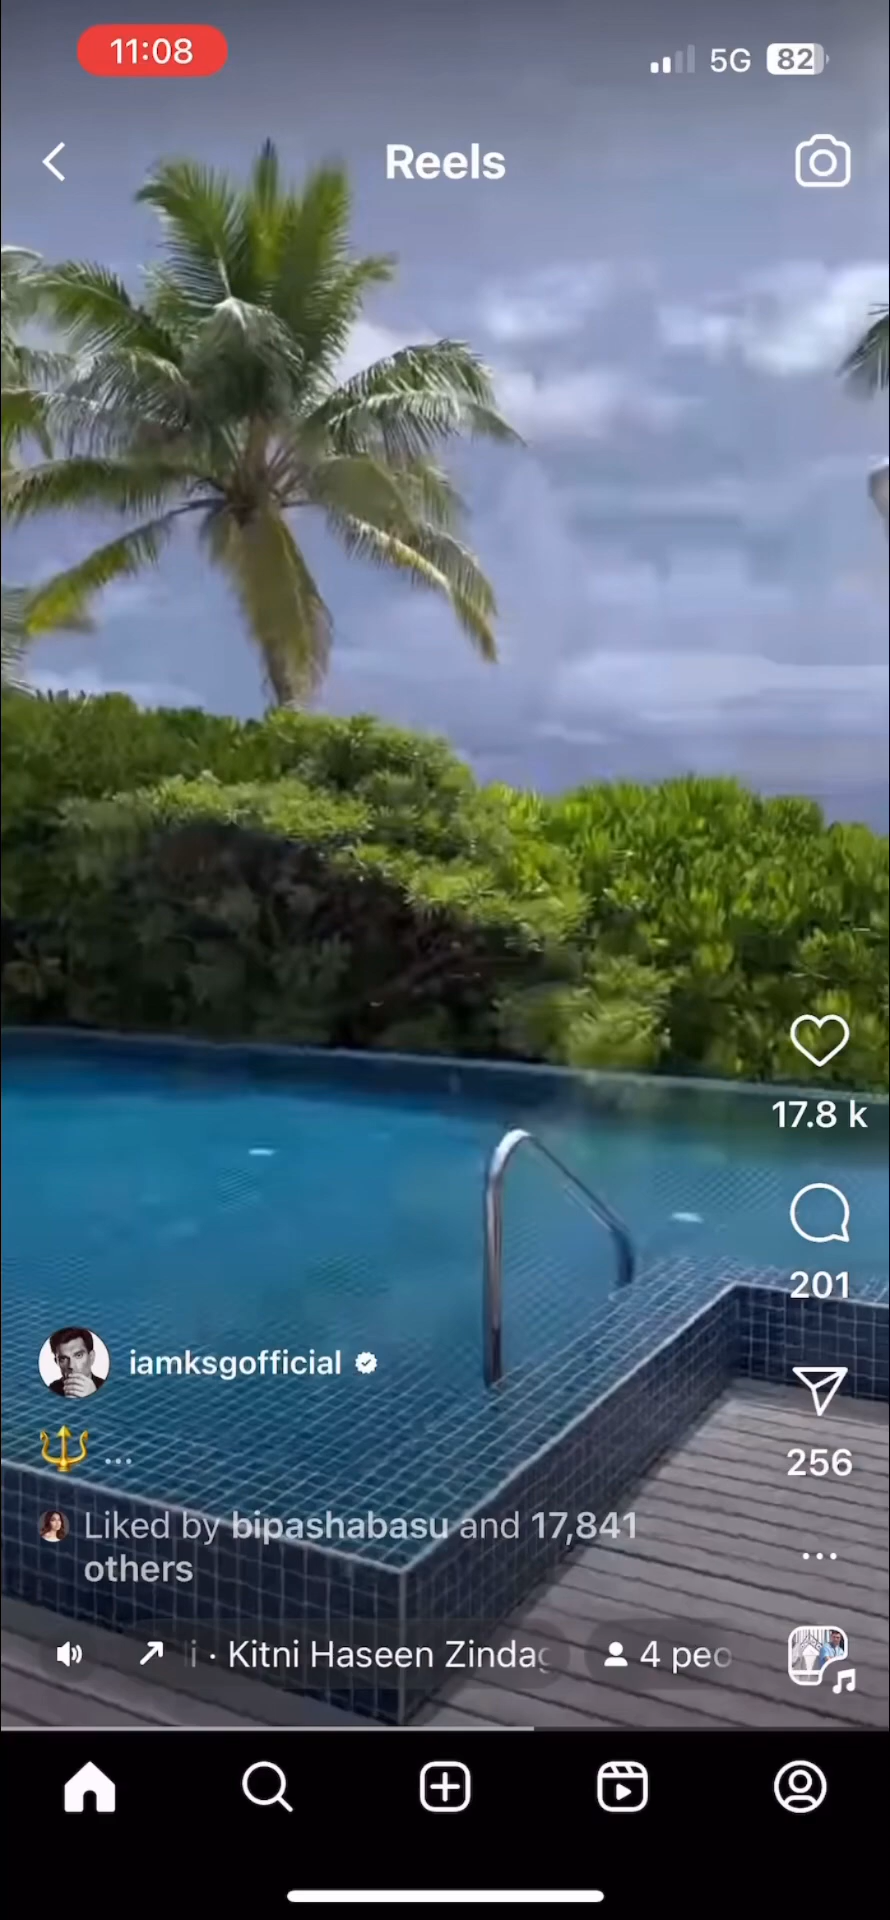 11:08
5G 82
Reels
17.8 k
201
iamksgofficial
256
Liked by bipashabasu and 17,841
others
i · Kitni Haseen Zindag
4 peo